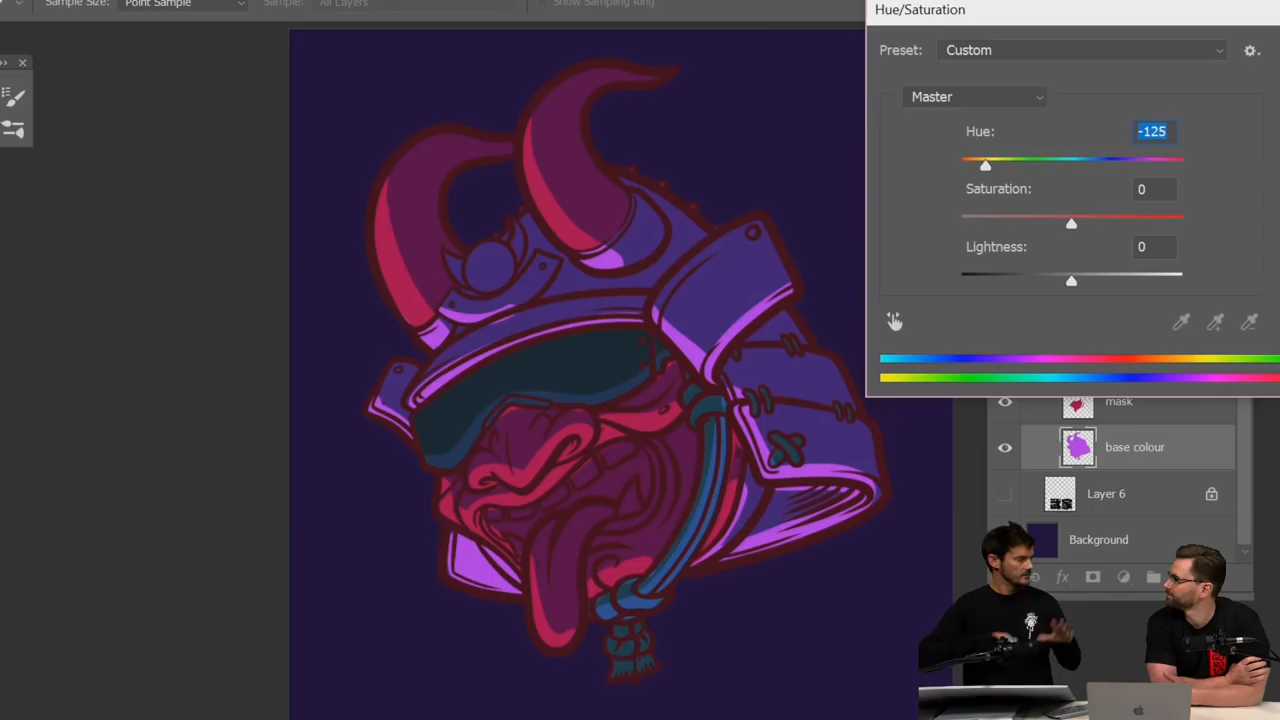 Sample Size: Point Sample Sample: All Layers Show Sampling Ring
Hue/Saturation
Preset: Custom
Master
Hue: -125
Saturation: 0
Lightness: 0
mask
base colour
Layer 6
Background
fx